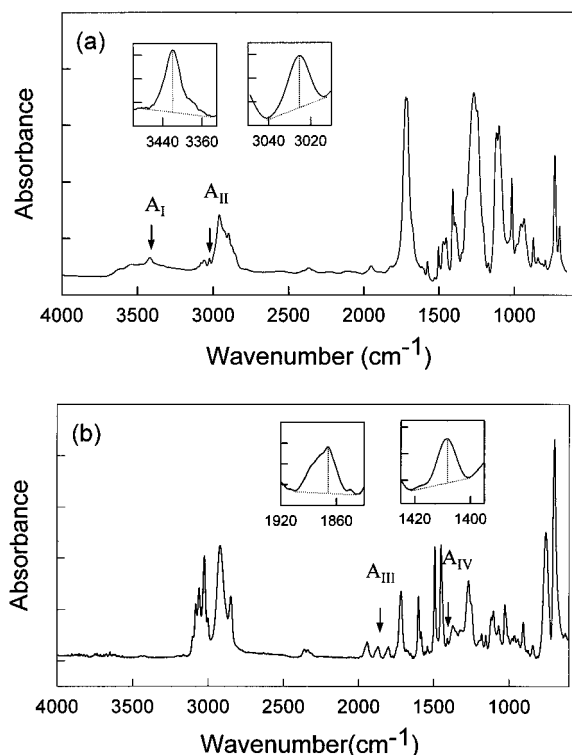 (a)
3440 3360
3040 3020
Absorbance
A_I
A_II
4000 3500 3000 2500 2000 1500 1000
Wavenumber (cm⁻¹)
(b)
1920 1860
1420 1400
Absorbance
A_III
A_IV
4000 3500 3000 2500 2000 1500 1000
Wavenumber(cm⁻¹)